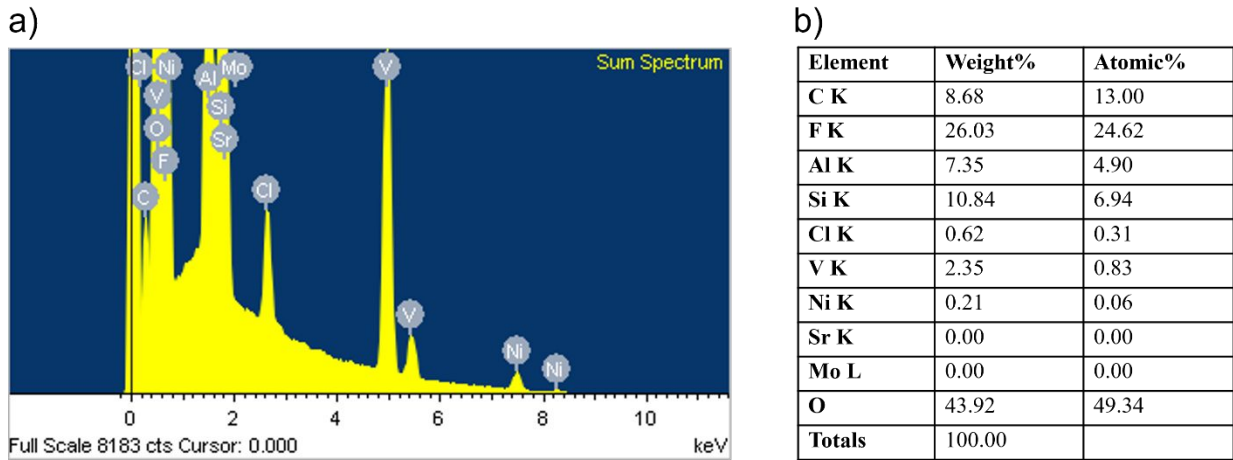 a)
Sum Spectrum
Cl Ni Al Mo V
V Si
O Sr
F
C Cl
V
Ni
Ni
0 2 4 6 8 10
Full Scale 8183 cts Cursor: 0.000 keV
b)
Element Weight% Atomic%
C K 8.68 13.00
F K 26.03 24.62
Al K 7.35 4.90
Si K 10.84 6.94
Cl K 0.62 0.31
V K 2.35 0.83
Ni K 0.21 0.06
Sr K 0.00 0.00
Mo L 0.00 0.00
O 43.92 49.34
Totals 100.00